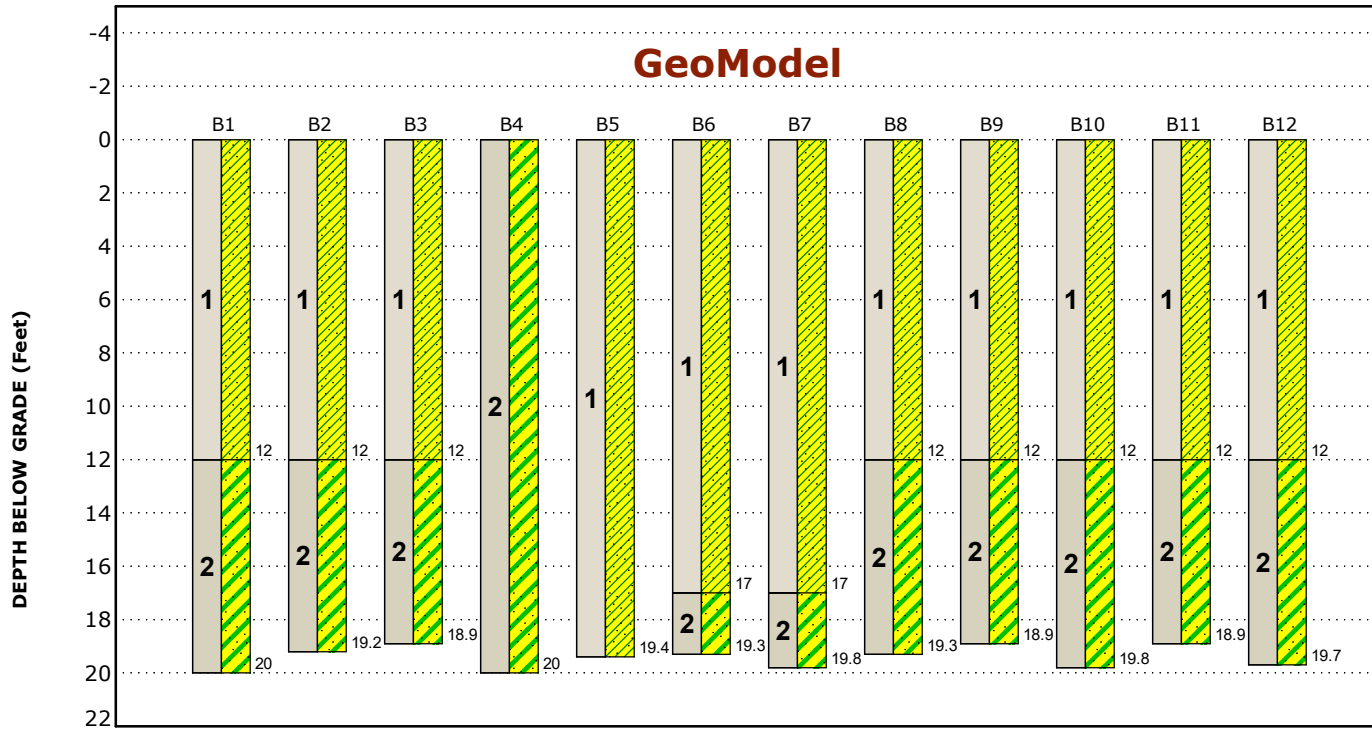 GeoModel
DEPTH BELOW GRADE (Feet)
-4
-2
0
2
4
6
8
10
12
14
16
18
20
22
B1 B2 B3 B4 B5 B6 B7 B8 B9 B10 B11 B12
1 1 1 1 1 1 1 1
1 1
1
2
12 12 12 12 12 12 12 12
2 2 2 2 2 2 2 2
17 17
2 2
20 19.2 18.9 20 19.4 19.3 19.8 19.3 18.9 19.8 18.9 19.7